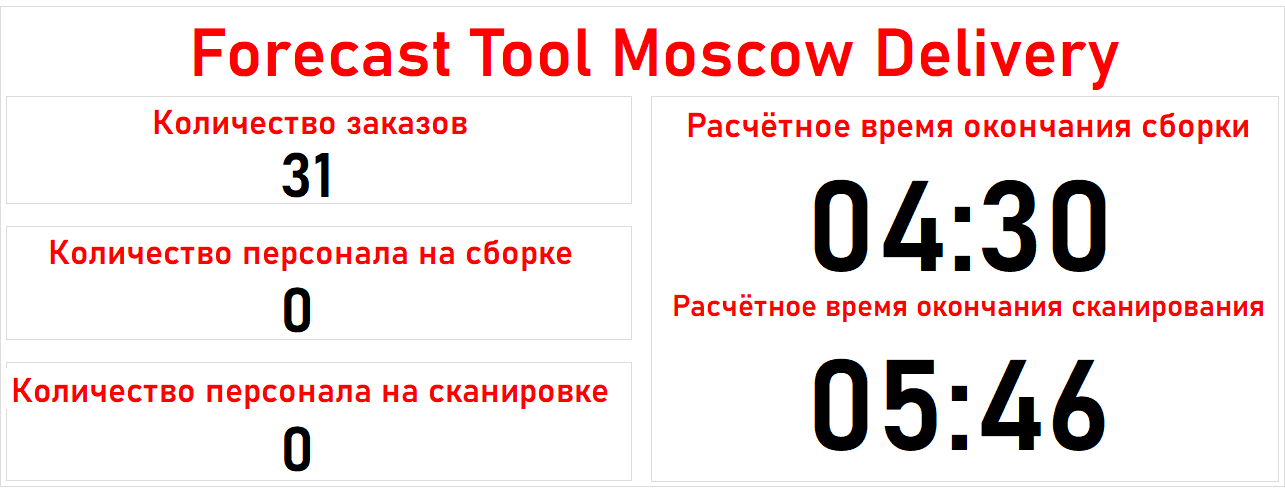 Forecast Tool Moscow Delivery
Количество заказов
31
Количество персонала на сборке
0
Количество персонала на сканировке
0
Расчётное время окончания сборки
04:30
Расчётное время окончания сканирования
05:46